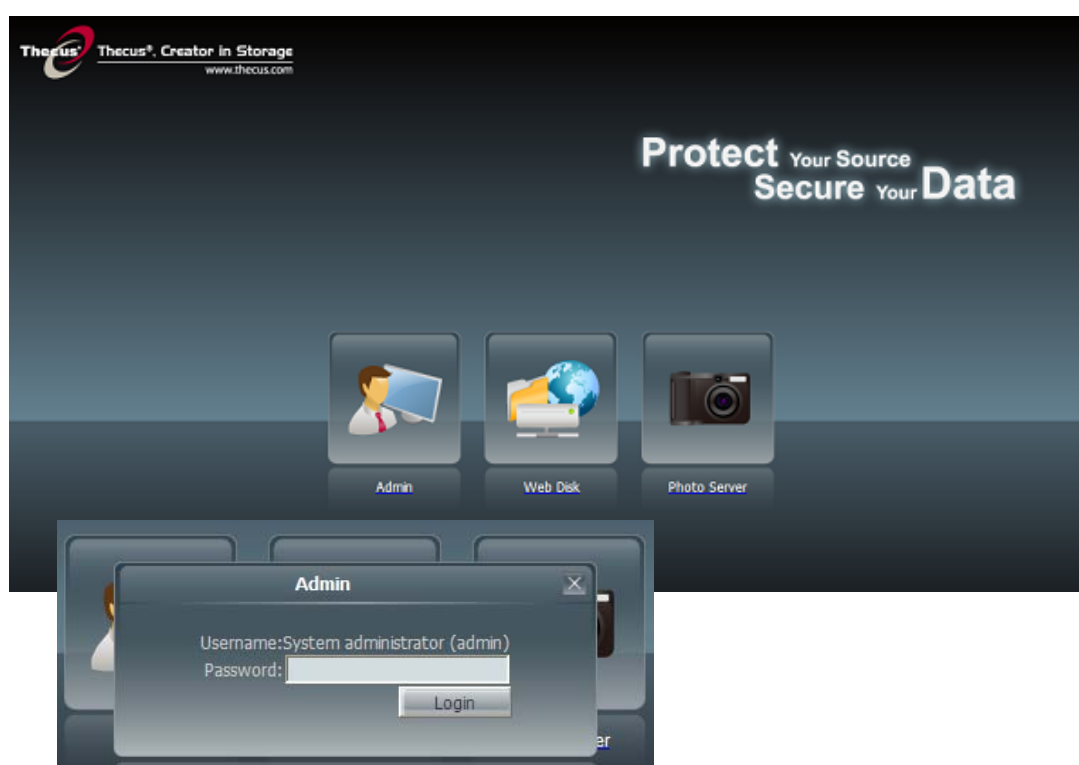 Thecus® Thecus®, Creator in Storage
www.thecus.com
Protect Your Source
Secure Your Data
Admin Web Disk Photo Server
Admin
Username:System administrator (admin)
Password:
Login
er